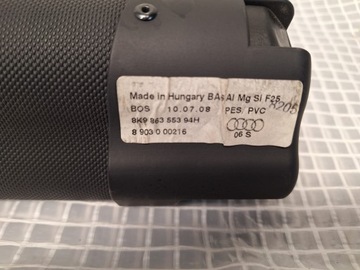 Made in Hungary BA Al Mg Si F25
BOS 10.07.08 PES. PVC
8K9 863 553 94H
8 903 0 00216
06 S